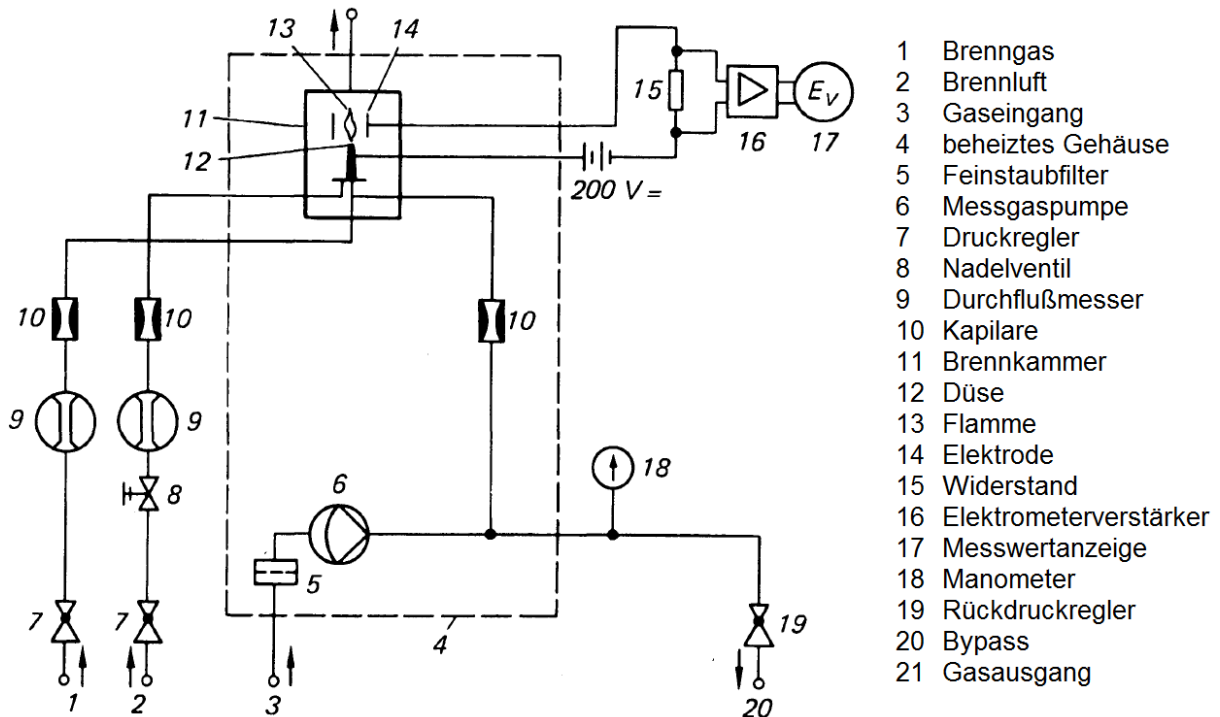 13
14
11
12
15
16
E_V
17
200 V =
10
10
10
9
9
8
18
6
5
7
7
4
19
1
2
3
20
1 Brenngas
2 Brennluft
3 Gaseingang
4 beheiztes Gehäuse
5 Feinstaubfilter
6 Messgaspumpe
7 Druckregler
8 Nadelventil
9 Durchflußmesser
10 Kapilare
11 Brennkammer
12 Düse
13 Flamme
14 Elektrode
15 Widerstand
16 Elektrometerverstärker
17 Messwertanzeige
18 Manometer
19 Rückdruckregler
20 Bypass
21 Gasausgang